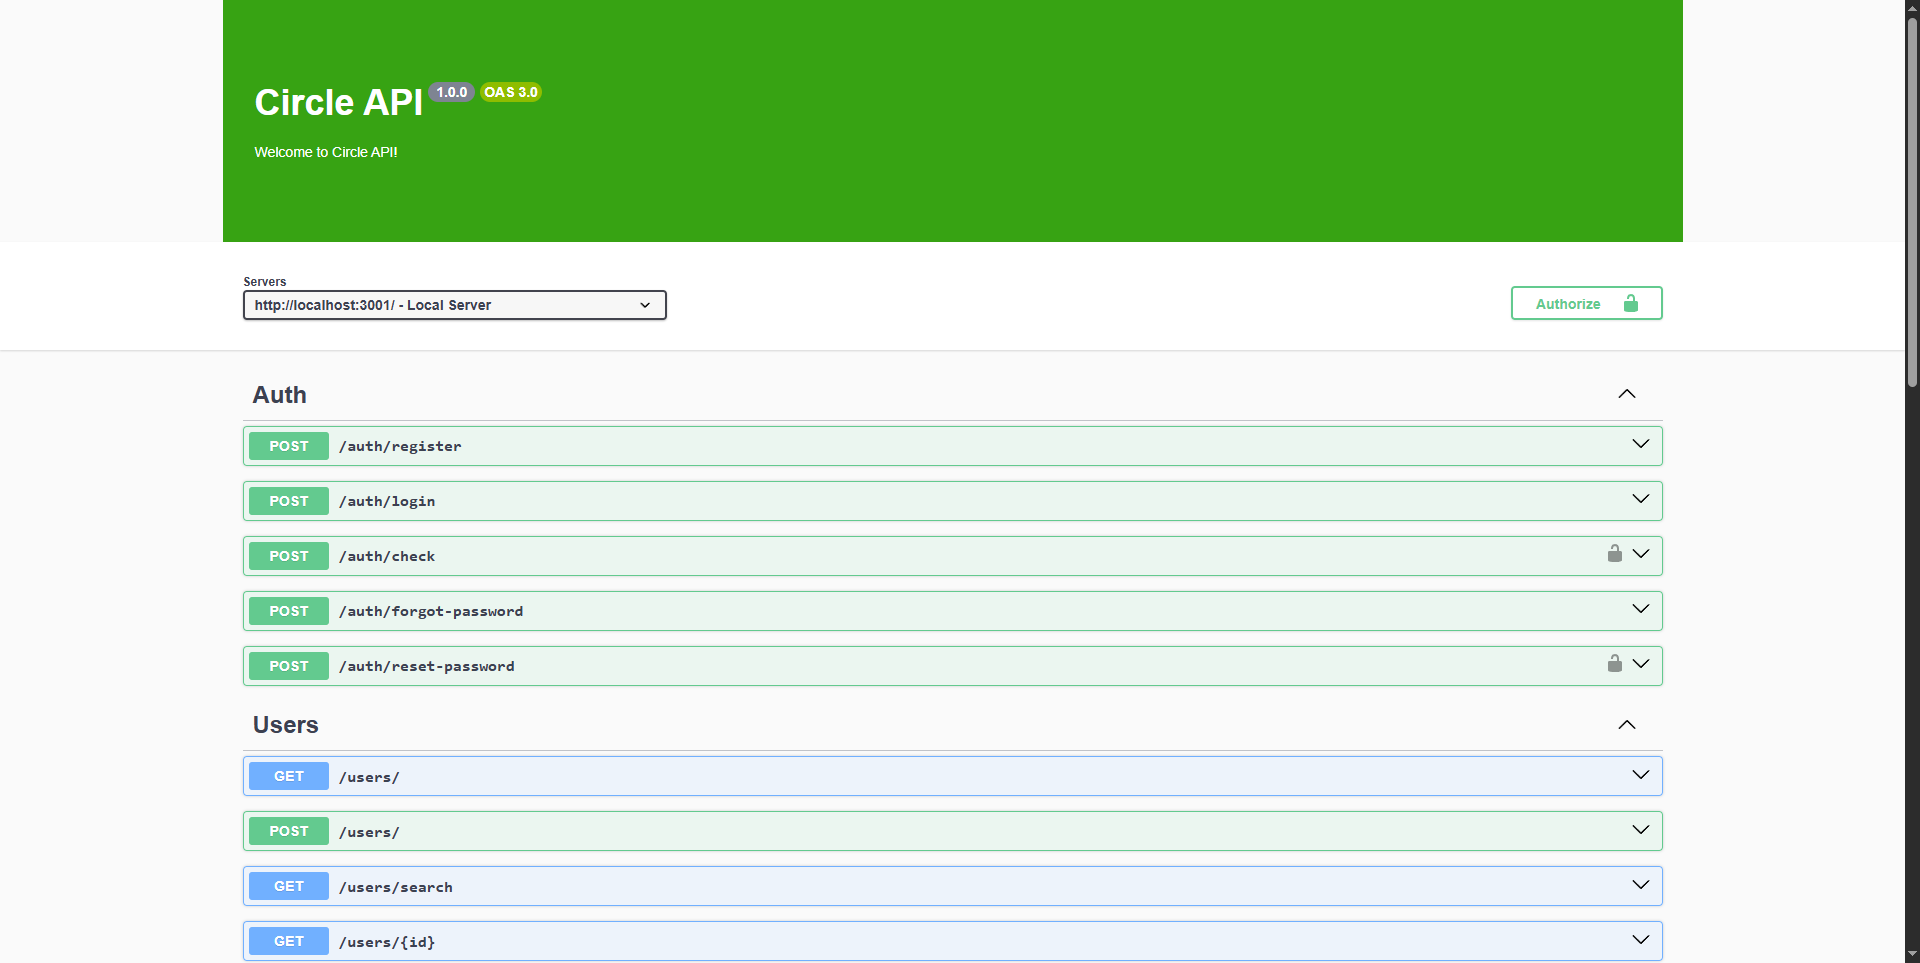 Circle API 1.0.0 OAS 3.0
Welcome to Circle API!
Servers
http://localhost:3001/ - Local Server
Authorize
Auth
POST /auth/register
POST /auth/login
POST /auth/check
POST /auth/forgot-password
POST /auth/reset-password
Users
GET /users/
POST /users/
GET /users/search
GET /users/{id}